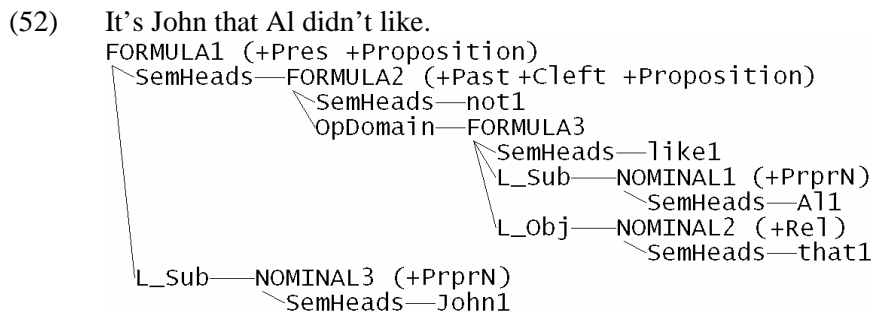 (52) It's John that Al didn't like.
FORMULA1 (+Pres +Proposition)
SemHeads—FORMULA2 (+Past +Cleft +Proposition)
SemHeads—not1
OpDomain—FORMULA3
SemHeads—like1
L_Sub—NOMINAL1 (+PrprN)
SemHeads—Al1
L_Obj—NOMINAL2 (+Rel)
SemHeads—that1
L_Sub—NOMINAL3 (+PrprN)
SemHeads—John1